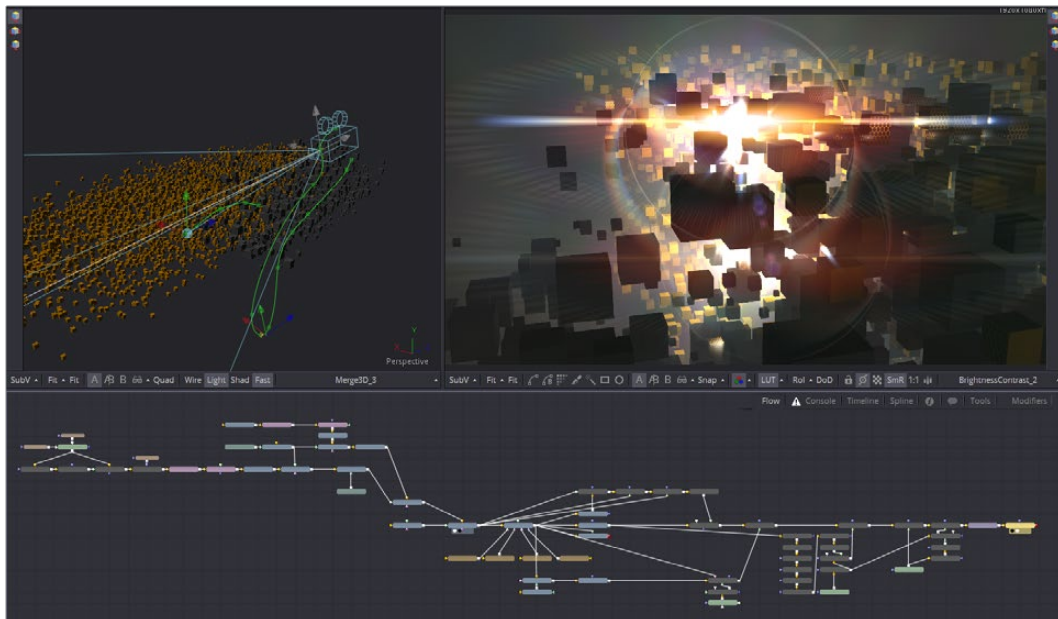 Perspective
SubV Fit Fit A A/B B Quad Wire Light Shad Fast Merge3D_3
SubV Fit Fit A A/B B Snap LUT RoI DoD SmR 1:1 BrightnessContrast_2
Flow Console Timeline Spline Tools Modifiers